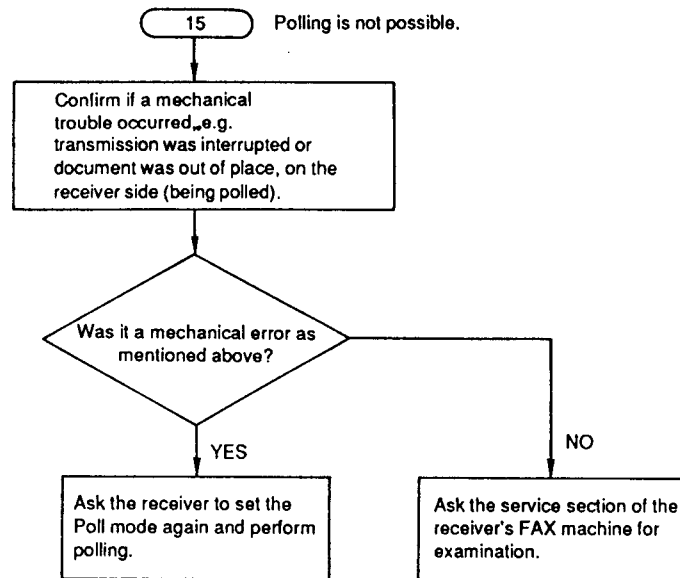 15 Polling is not possible.
Confirm if a mechanical
trouble occurred, e.g.
transmission was interrupted or
document was out of place, on the
receiver side (being polled).
Was it a mechanical error as
mentioned above?
YES
NO
Ask the receiver to set the
Poll mode again and perform
polling.
Ask the service section of the
receiver's FAX machine for
examination.